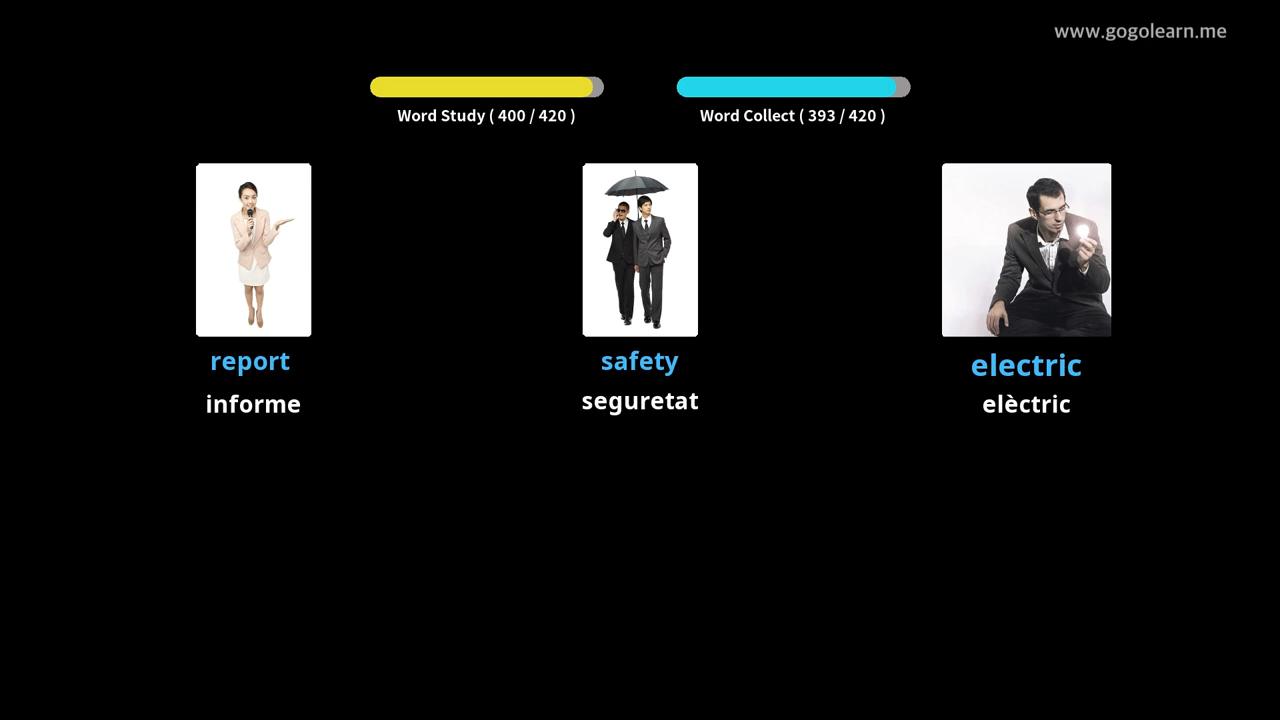 www.gogolearn.me
Word Study ( 400 / 420 )
Word Collect ( 393 / 420 )
report
informe
safety
seguretat
electric
elèctric